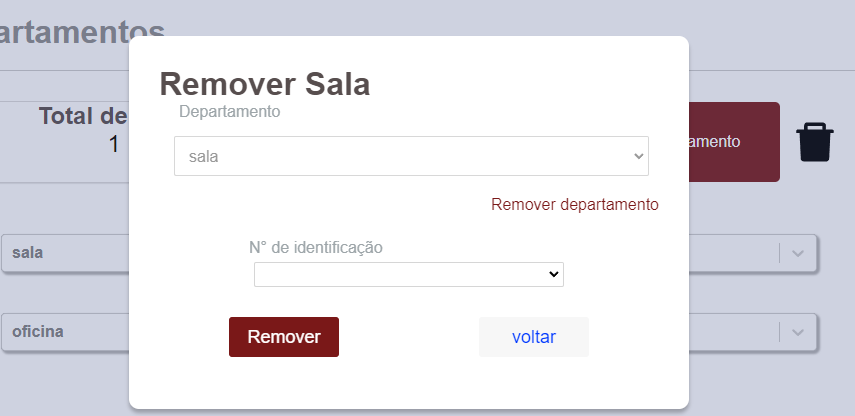 artamentos
Remover Sala
Departamento
Total de
1
sala
amento
Remover departamento
sala
N° de identificação
oficina
Remover
voltar